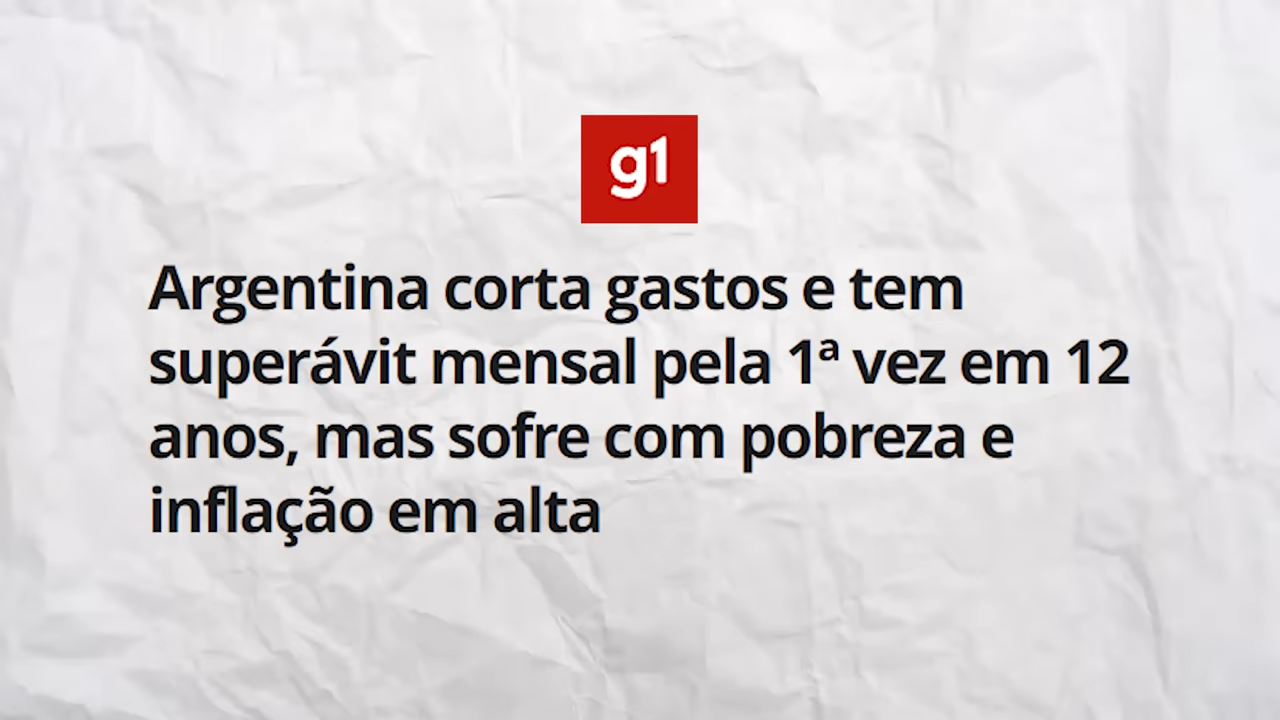 g1
Argentina corta gastos e tem
superávit mensal pela 1ª vez em 12
anos, mas sofre com pobreza e
inflação em alta